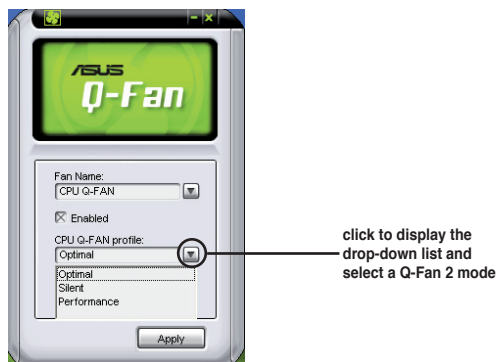 ASUS
Q-Fan
Fan Name:
CPU Q-FAN
Enabled
CPU Q-FAN profile:
Optimal
Optimal
Silent
Performance
Apply
click to display the
drop-down list and
select a Q-Fan 2 mode